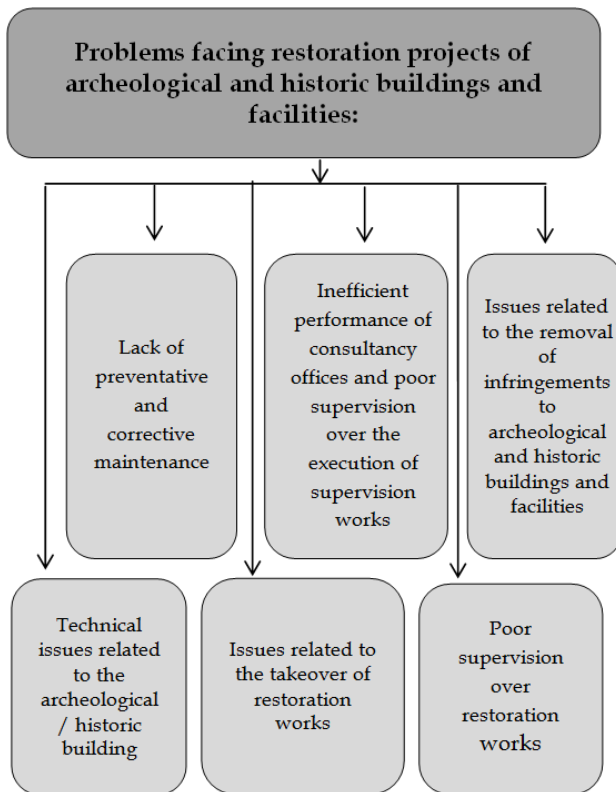 Problems facing restoration projects of
archeological and historic buildings and
facilities:
Lack of
preventative
and
corrective
maintenance
Inefficient
performance of
consultancy
offices and poor
supervision
over the
execution of
supervision
works
Issues related
to the removal
of
infringements
to
archeological
and historic
buildings and
facilities
Technical
issues related
to the
archeological
/ historic
building
Issues related to
the takeover of
restoration
works
Poor
supervision
over
restoration
works